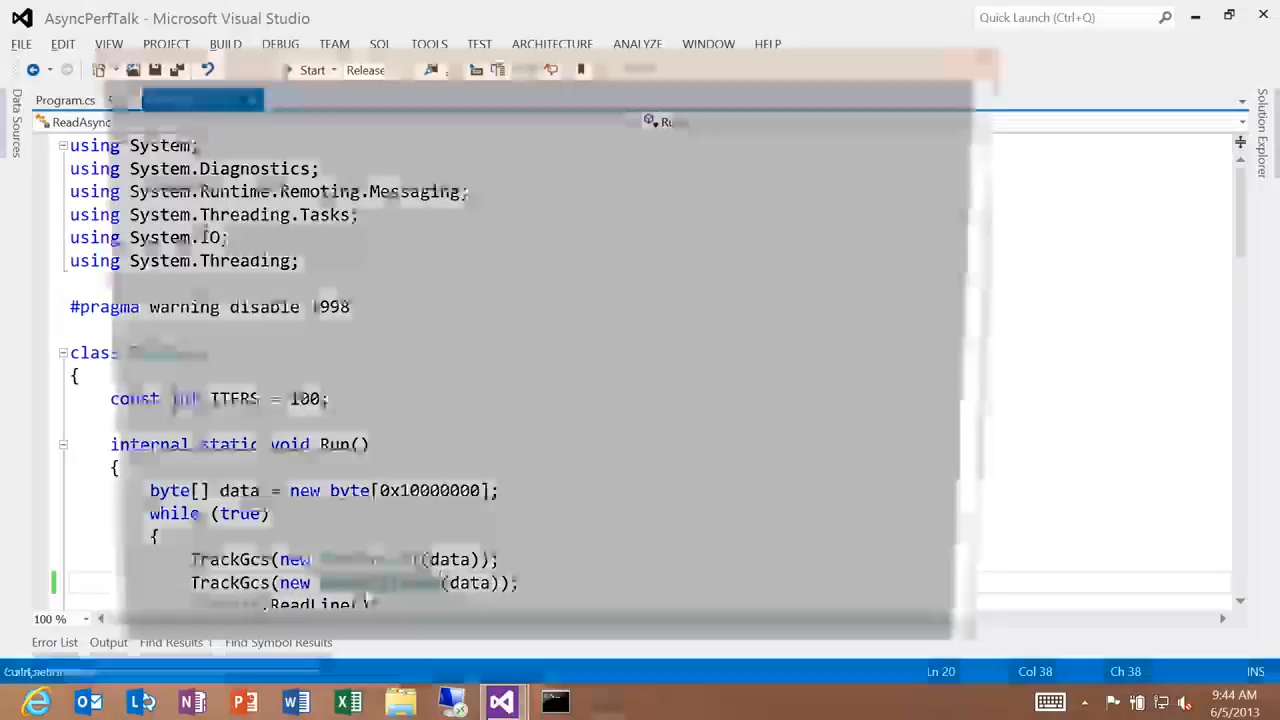 AsyncPerfTalk - Microsoft Visual Studio
Quick Launch (Ctrl+Q)
FILE EDIT VIEW PROJECT BUILD DEBUG TEAM SQL TOOLS TEST ARCHITECTURE ANALYZE WINDOW HELP
Start Release
Program.cs
ReadAsync
Data Sources
Solution Explorer
using System;
using System.Diagnostics;
using System.Runtime.Remoting.Messaging;
using System.Threading.Tasks;
using System.IO;
using System.Threading;
#pragma warning disable 1998
class
{
const int ITERS = 100;
internal static void Run()
{
byte[] data = new byte[0x10000000];
while (true)
{
TrackGcs(new (data));
TrackGcs(new (data));
.ReadLine()
100 %
Error List Output Find Results 1 Find Symbol Results
Ln 20 Col 38 Ch 38 INS
9:44 AM
6/5/2013